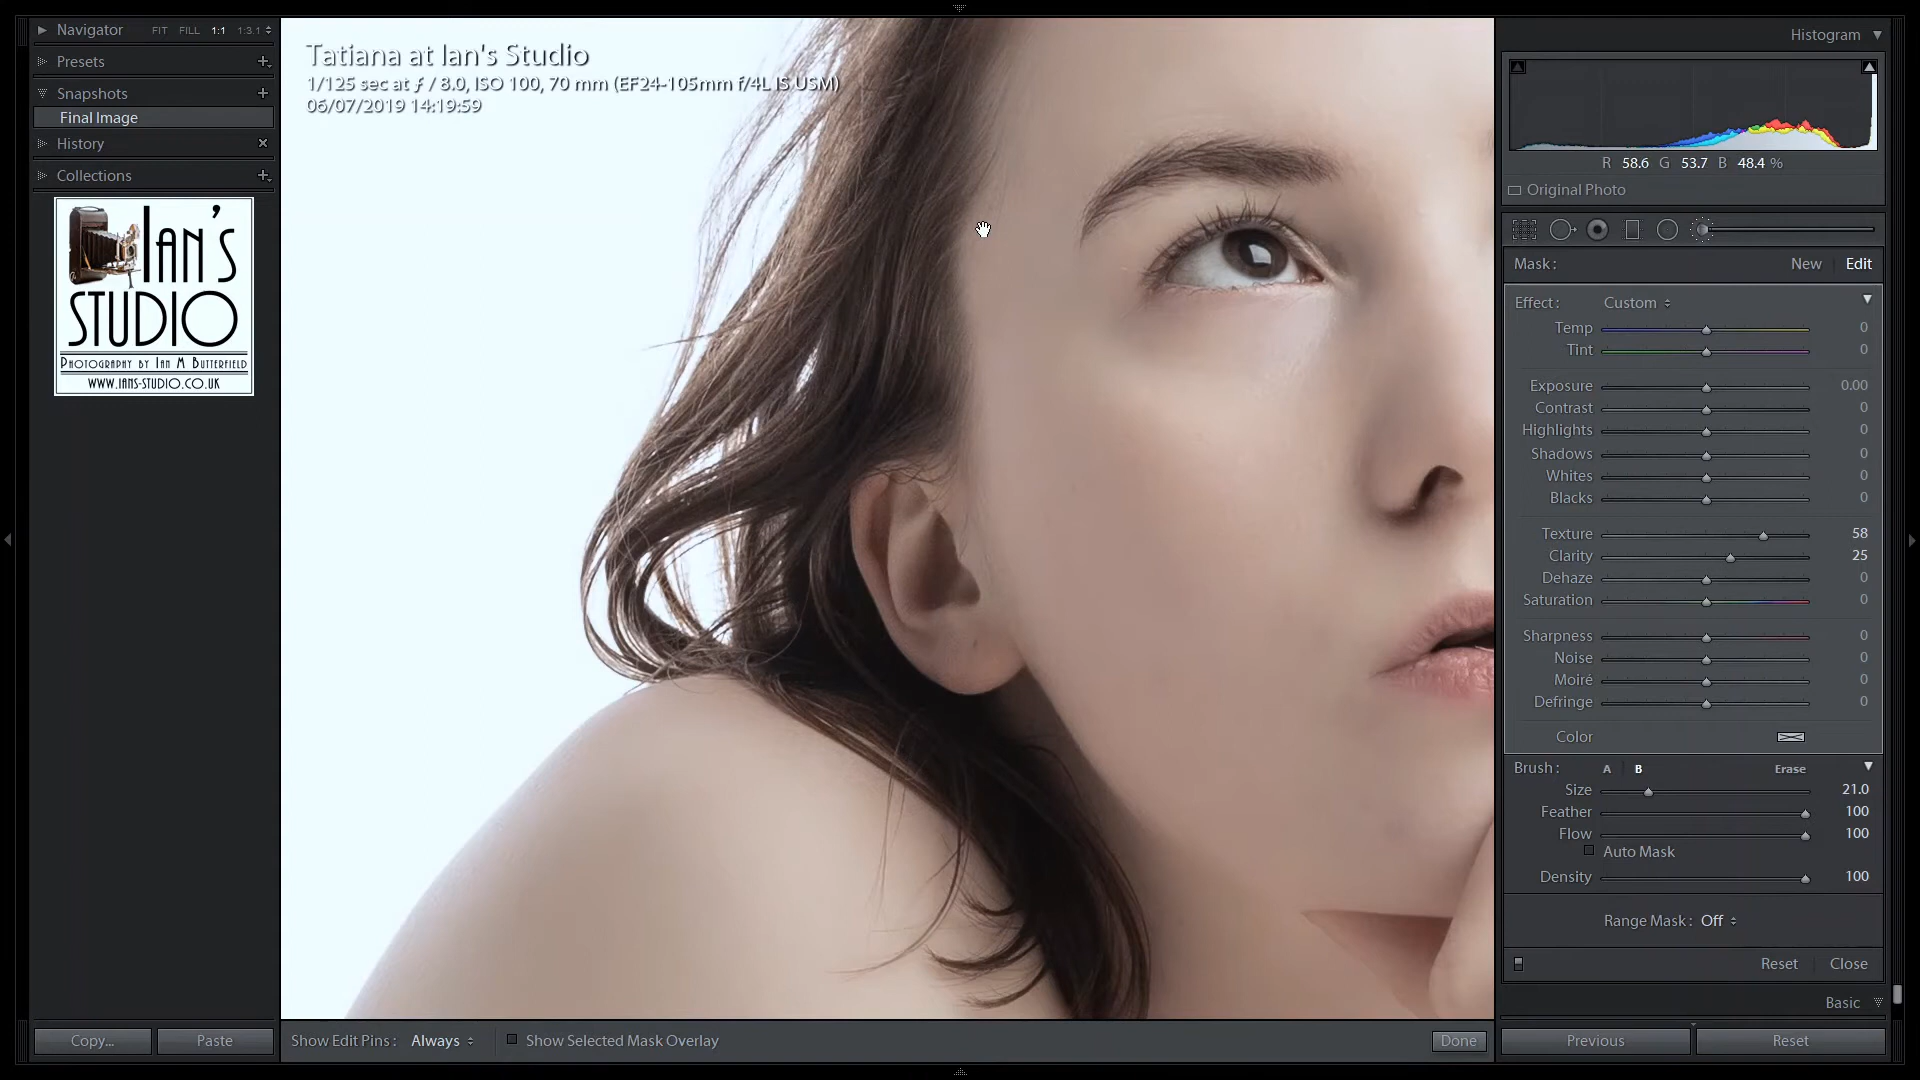 Navigator FIT FILL 1:1 1:3.1
Presets
Snapshots
Final Image
History
Collections
IAN'S
STUDIO
PHOTOGRAPHY BY IAN M BUTTERFIELD
WWW.IANS-STUDIO.CO.UK
Copy... Paste
Tatiana at Ian's Studio
1/125 sec at ƒ / 8.0, ISO 100, 70 mm (EF24-105mm f/4L IS USM)
06/07/2019 14:19:59
Show Edit Pins : Always Show Selected Mask Overlay Done
Histogram
R 58.6 G 53.7 B 48.4 %
Original Photo
Mask : New Edit
Effect : Custom
Temp 0
Tint 0
Exposure 0.00
Contrast 0
Highlights 0
Shadows 0
Whites 0
Blacks 0
Texture 58
Clarity 25
Dehaze 0
Saturation 0
Sharpness 0
Noise 0
Moiré 0
Defringe 0
Color
Brush : A B Erase
Size 21.0
Feather 100
Flow 100
Auto Mask
Density 100
Range Mask : Off
Reset Close
Basic
Previous Reset